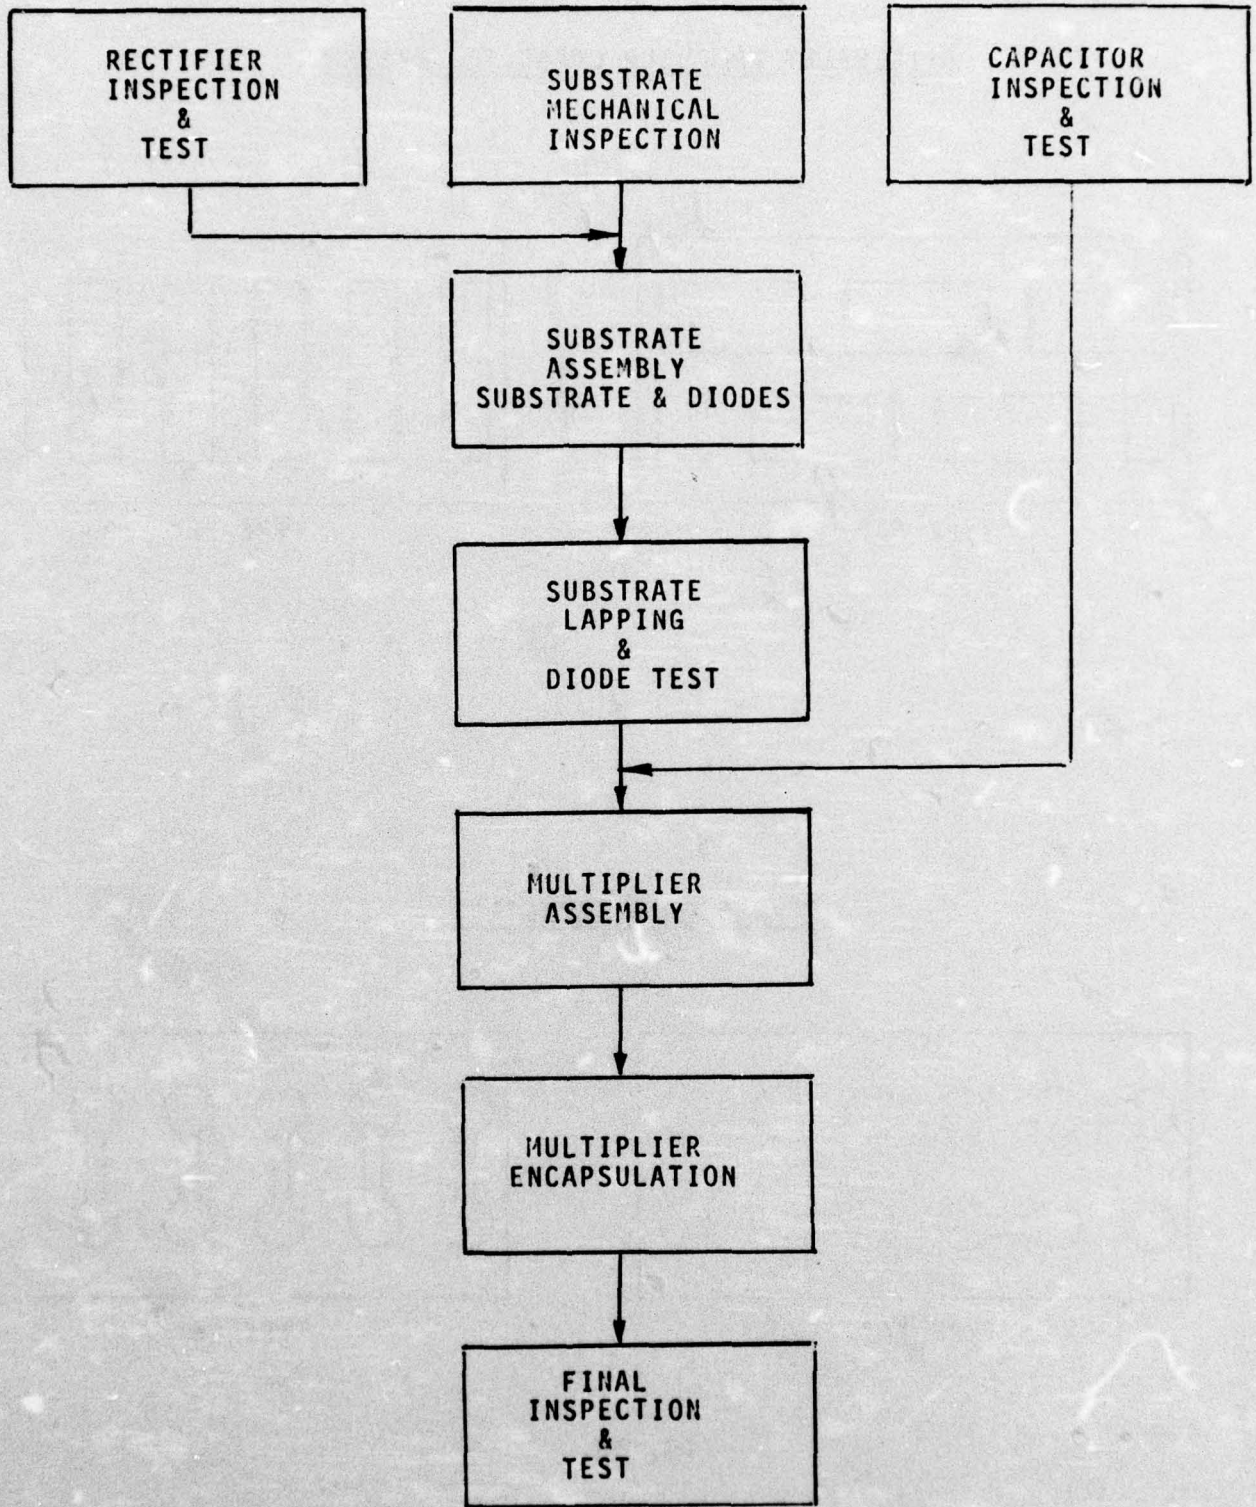 RECTIFIER
INSPECTION
&
TEST
SUBSTRATE
MECHANICAL
INSPECTION
CAPACITOR
INSPECTION
&
TEST
SUBSTRATE
ASSEMBLY
SUBSTRATE & DIODES
SUBSTRATE
LAPPING
&
DIODE TEST
MULTIPLIER
ASSEMBLY
MULTIPLIER
ENCAPSULATION
FINAL
INSPECTION
&
TEST